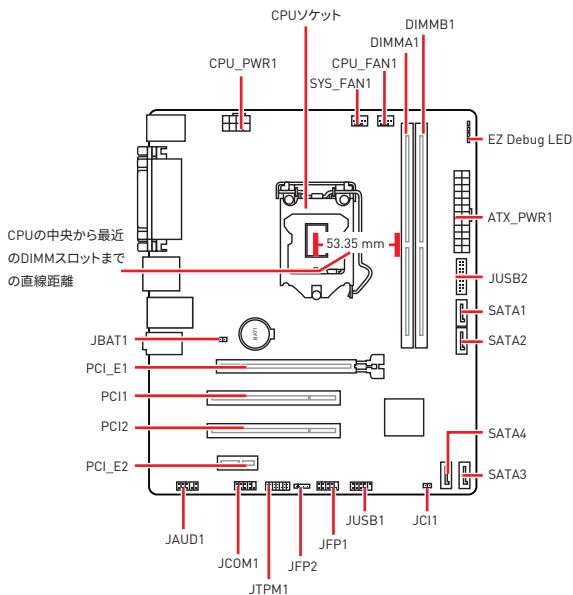 CPUソケット
DIMMB1
DIMMA1
CPU_PWR1
CPU_FAN1
SYS_FAN1
EZ Debug LED
ATX_PWR1
CPUの中央から最近
のDIMMスロットまで
の直線距離
53.35 mm
JUSB2
SATA1
SATA2
JBAT1
BAT1
PCI_E1
PCI1
PCI2
SATA4
PCI_E2
SATA3
JAUD1
JCOM1
JTPM1
JFP2
JFP1
JUSB1
JCI1